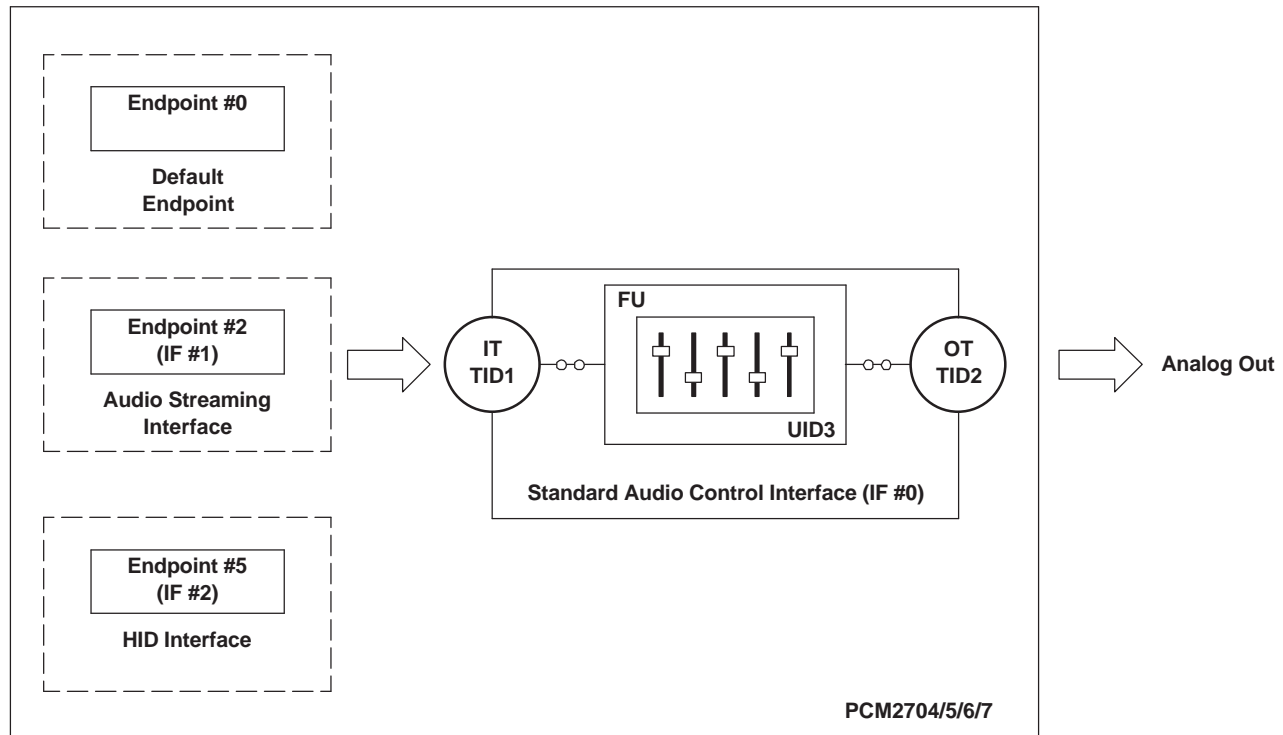 Endpoint #0
Default
Endpoint
Endpoint #2
(IF #1)
Audio Streaming
Interface
Endpoint #5
(IF #2)
HID Interface
IT
TID1
FU
UID3
OT
TID2
Standard Audio Control Interface (IF #0)
Analog Out
PCM2704/5/6/7